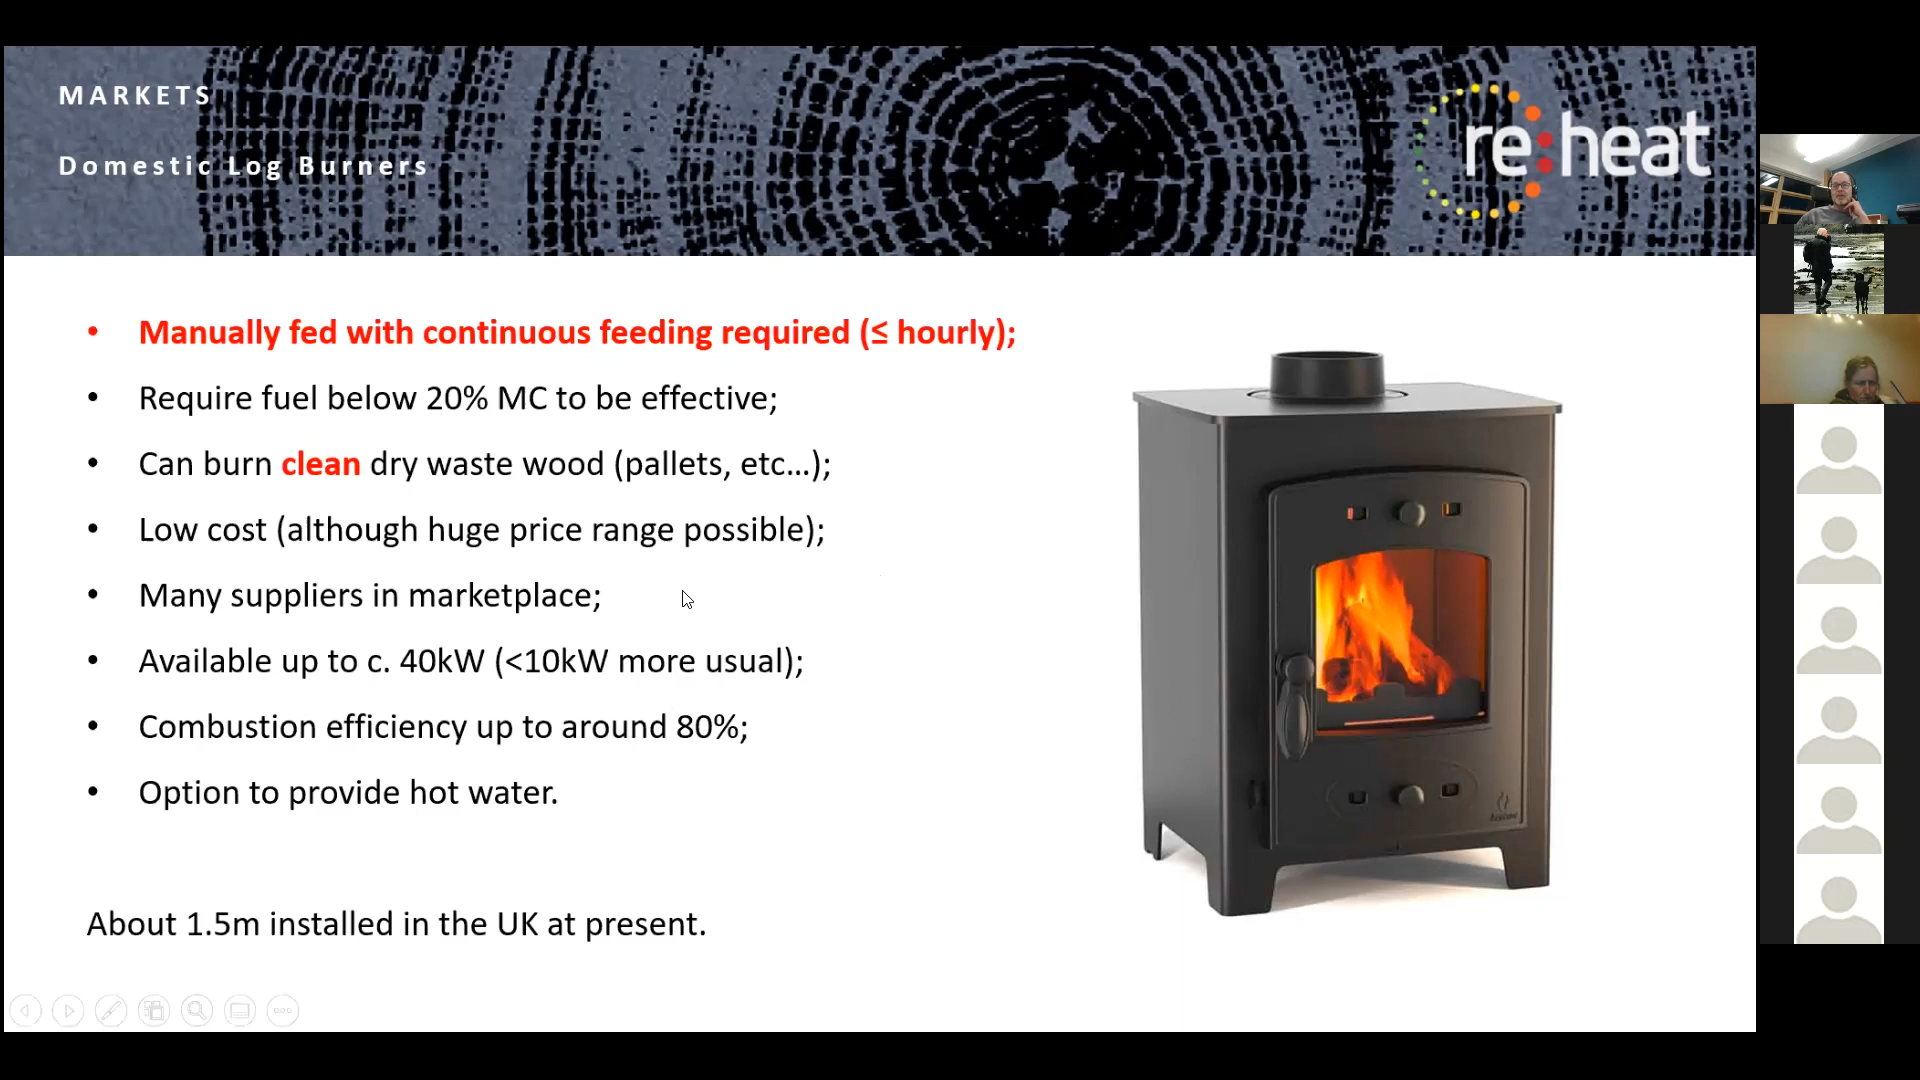 MARKETS
Domestic Log Burners
re:heat
• Manually fed with continuous feeding required (≤ hourly);
• Require fuel below 20% MC to be effective;
• Can burn clean dry waste wood (pallets, etc…);
• Low cost (although huge price range possible);
• Many suppliers in marketplace;
• Available up to c. 40kW (<10kW more usual);
• Combustion efficiency up to around 80%;
• Option to provide hot water.
About 1.5m installed in the UK at present.